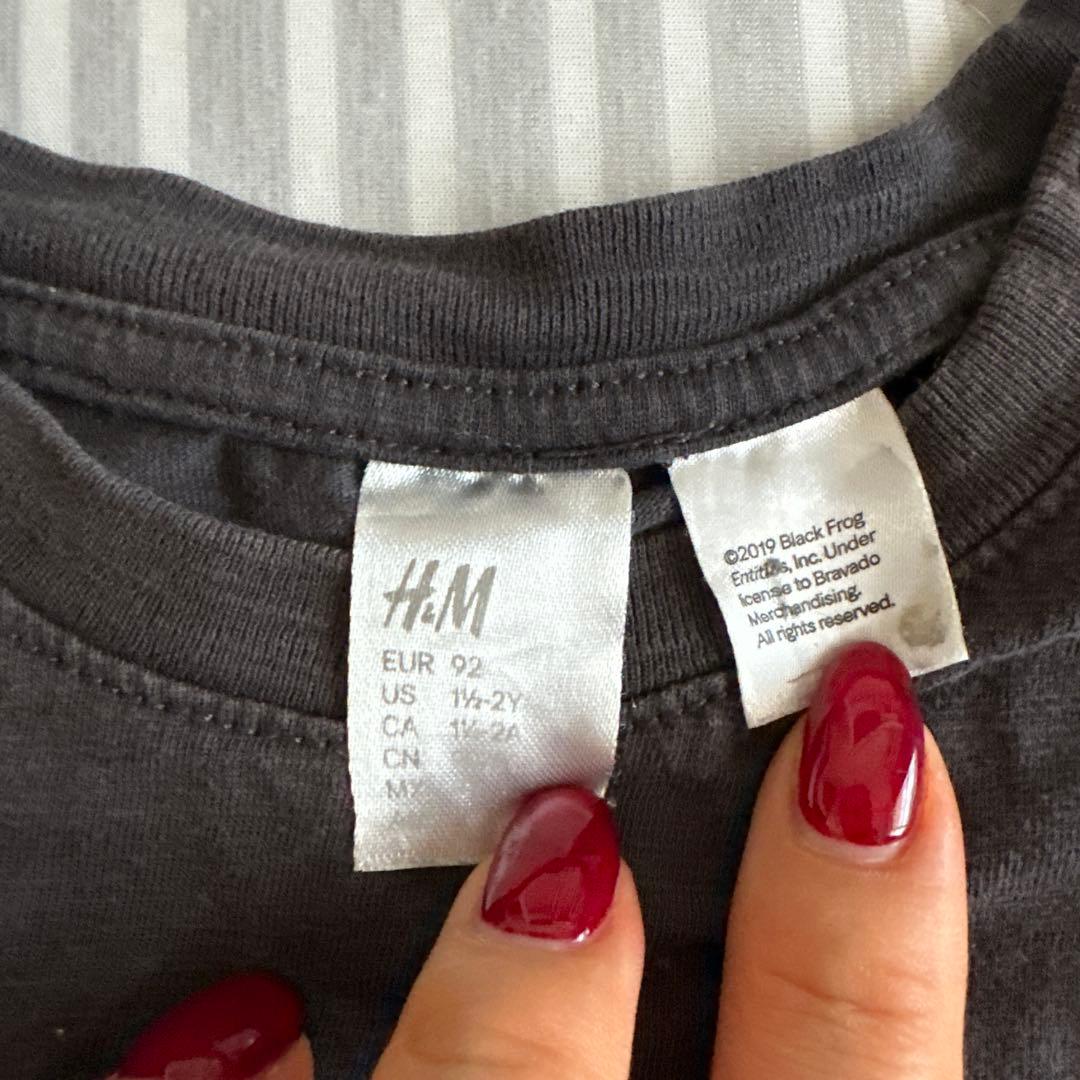 H&M
EUR 92
US 1½-2Y
CA 1½-2A
CN
MX
©2019 Black Frog
Entities, Inc. Under
license to Bravado
Merchandising.
All rights reserved.